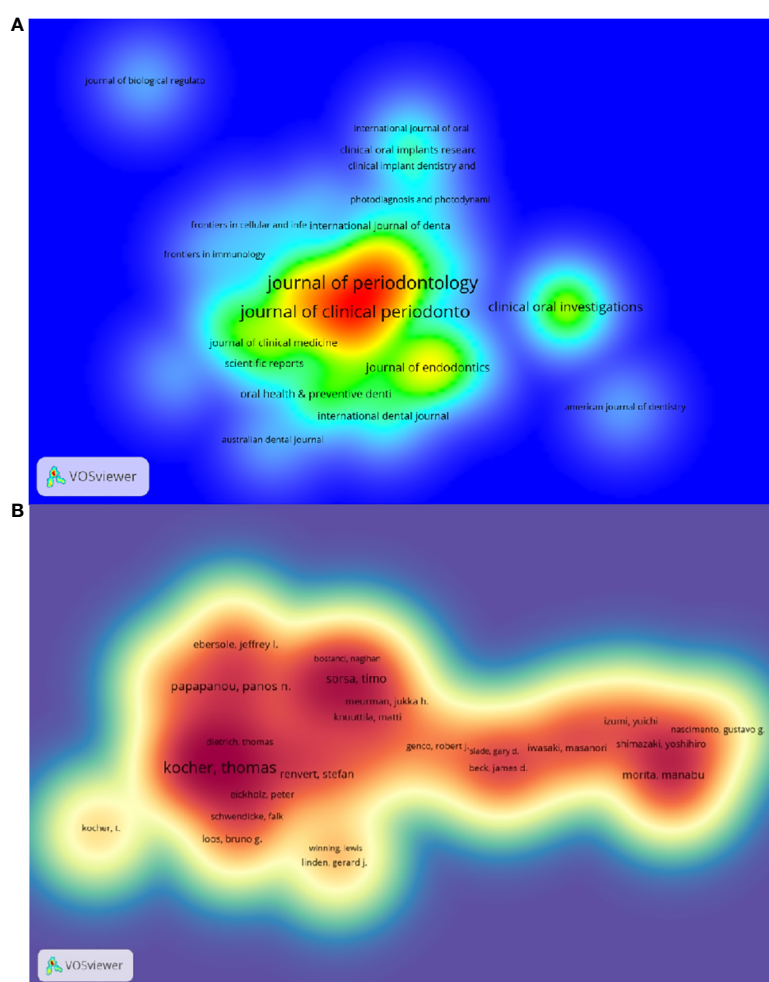 A
journal of biological regulato
international journal of oral
clinical oral implants researc
clinical implant dentistry and
photodiagnosis and photodynami
frontiers in cellular and infe
international journal of denta
frontiers in immunology
journal of periodontology
journal of clinical periodonto
clinical oral investigations
journal of clinical medicine
scientific reports
journal of endodontics
oral health & preventive denti
american journal of dentistry
international dental journal
australian dental journal
VOSviewer
B
ebersole, jeffrey l.
bostanci, nagihan
papapanou, panos n.
sorsa, timo
meurman, jukka h.
knuuttila, matti
izumi, yuichi
nascimento, gustavo g.
dietrich, thomas
genco, robert j.
slade, gary d.
iwasaki, masanori
shimazaki, yoshihiro
kocher, thomas
renvert, stefan
beck, james d.
morita, manabu
eickholz, peter
schwendicke, falk
kocher, t.
loos, bruno g.
winning, lewis
linden, gerard j.
VOSviewer